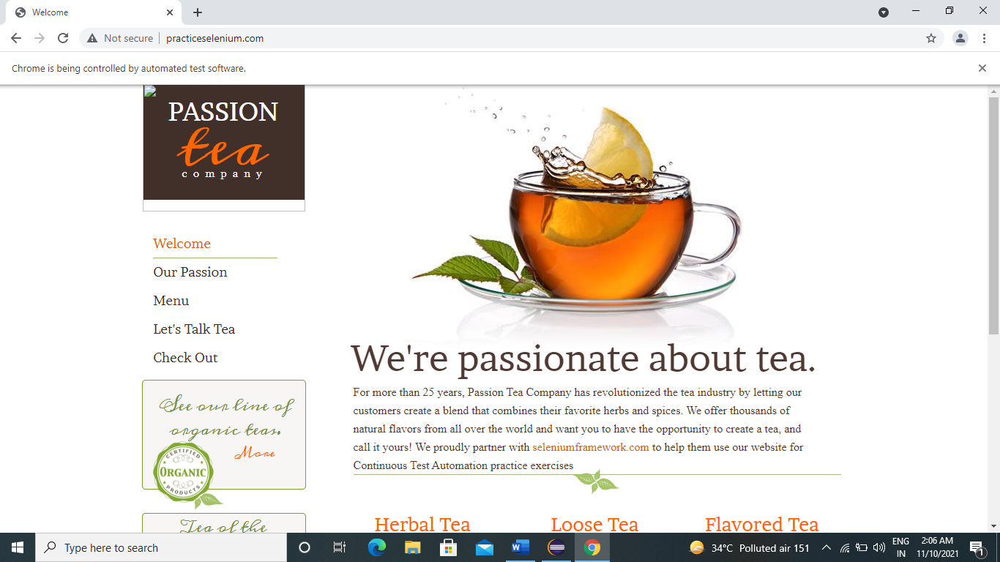 Welcome
Not secure
practiceselenium.com
Chrome is being controlled by automated test software.
PASSION
tea
company
Welcome
Our Passion
Menu
Let's Talk Tea
Check Out
See our line of
organic teas.
More
CERTIFIED
ORGANIC
PRODUCTS
Tea of the
We're passionate about tea.
For more than 25 years, Passion Tea Company has revolutionized the tea industry by letting our
customers create a blend that combines their favorite herbs and spices. We offer thousands of
natural flavors from all over the world and want you to have the opportunity to create a tea, and
call it yours! We proudly partner with seleniumframework.com to help them use our website for
Continuous Test Automation practice exercises
Herbal Tea
Loose Tea
Flavored Tea
Type here to search
34°C Polluted air 151
ENG
IN
2:06 AM
11/10/2021
1